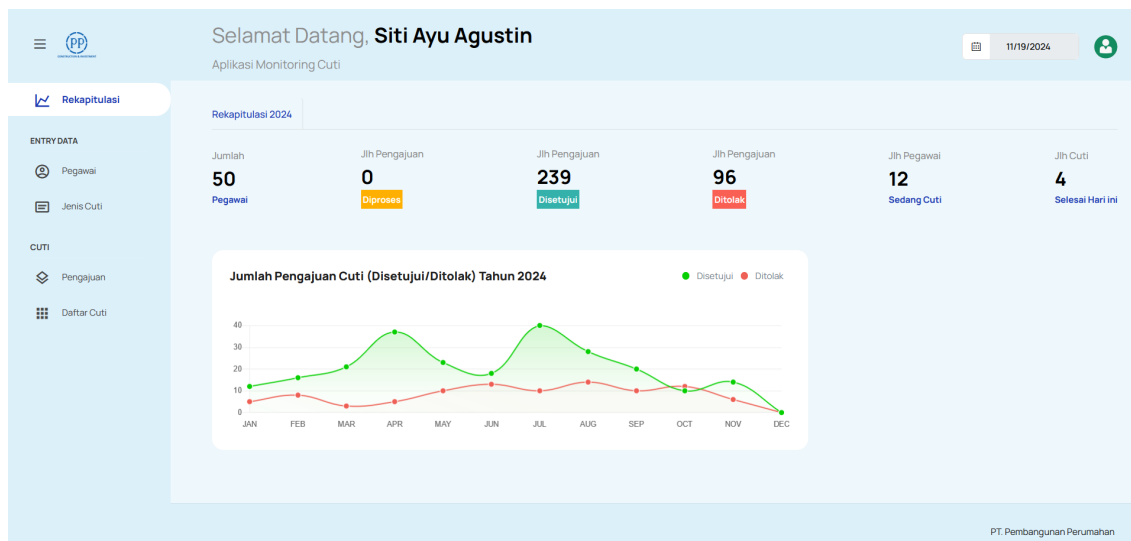 PP
Selamat Datang, Siti Ayu Agustin
Aplikasi Monitoring Cuti
11/19/2024
Rekapitulasi
ENTRY DATA
Pegawai
Jenis Cuti
CUTI
Pengajuan
Daftar Cuti
Rekapitulasi 2024
Jumlah
50
Pegawai
Jlh Pengajuan
0
Diproses
Jlh Pengajuan
239
Disetujui
Jlh Pengajuan
96
Ditolak
Jlh Pegawai
12
Sedang Cuti
Jlh Cuti
4
Selesai Hari ini
Jumlah Pengajuan Cuti (Disetujui/Ditolak) Tahun 2024
Disetujui Ditolak
40
30
20
10
0
JAN FEB MAR APR MAY JUN JUL AUG SEP OCT NOV DEC
PT. Pembangunan Perumahan